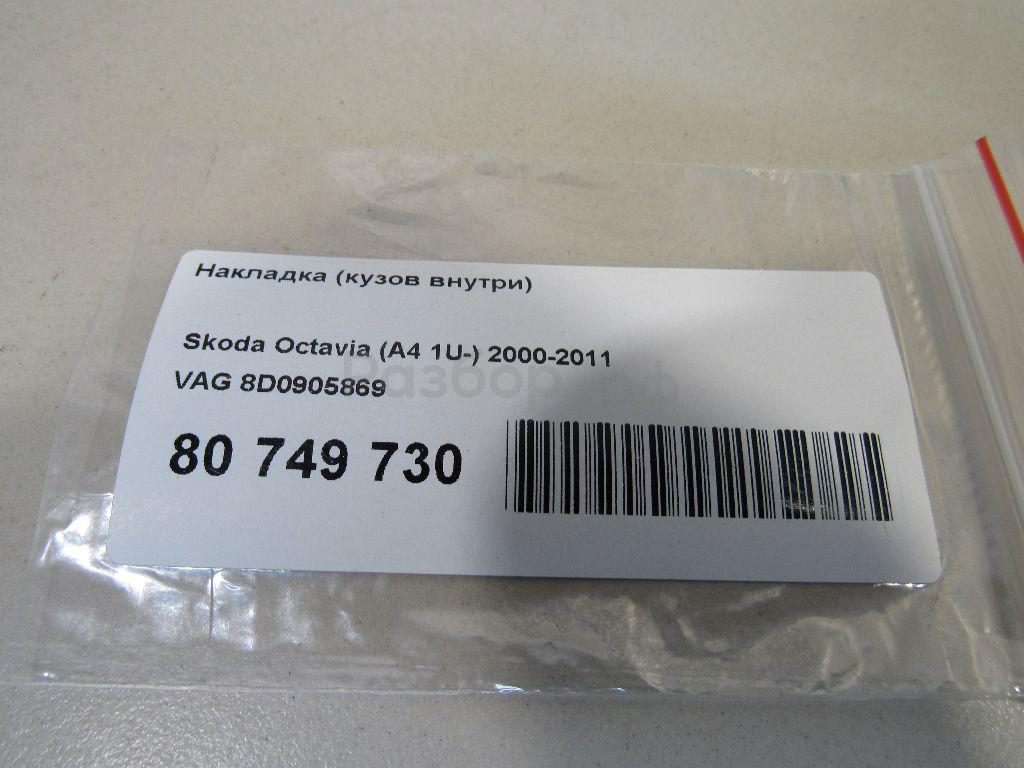 Накладка (кузов внутри)
Skoda Octavia (A4 1U-) 2000-2011
VAG 8D0905869
80 749 730